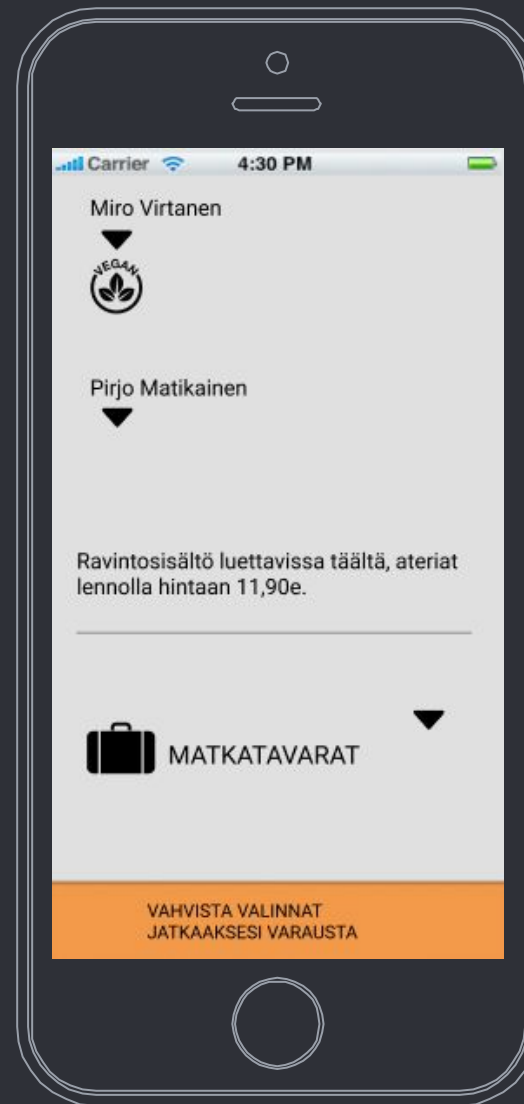 Carrier 4:30 PM
Miro Virtanen
VEGAN
Pirjo Matikainen
Ravintosisältö luettavissa täältä, ateriat
lennolla hintaan 11,90e.
MATKATAVARAT
VAHVISTA VALINNAT
JATKAAKSESI VARAUSTA